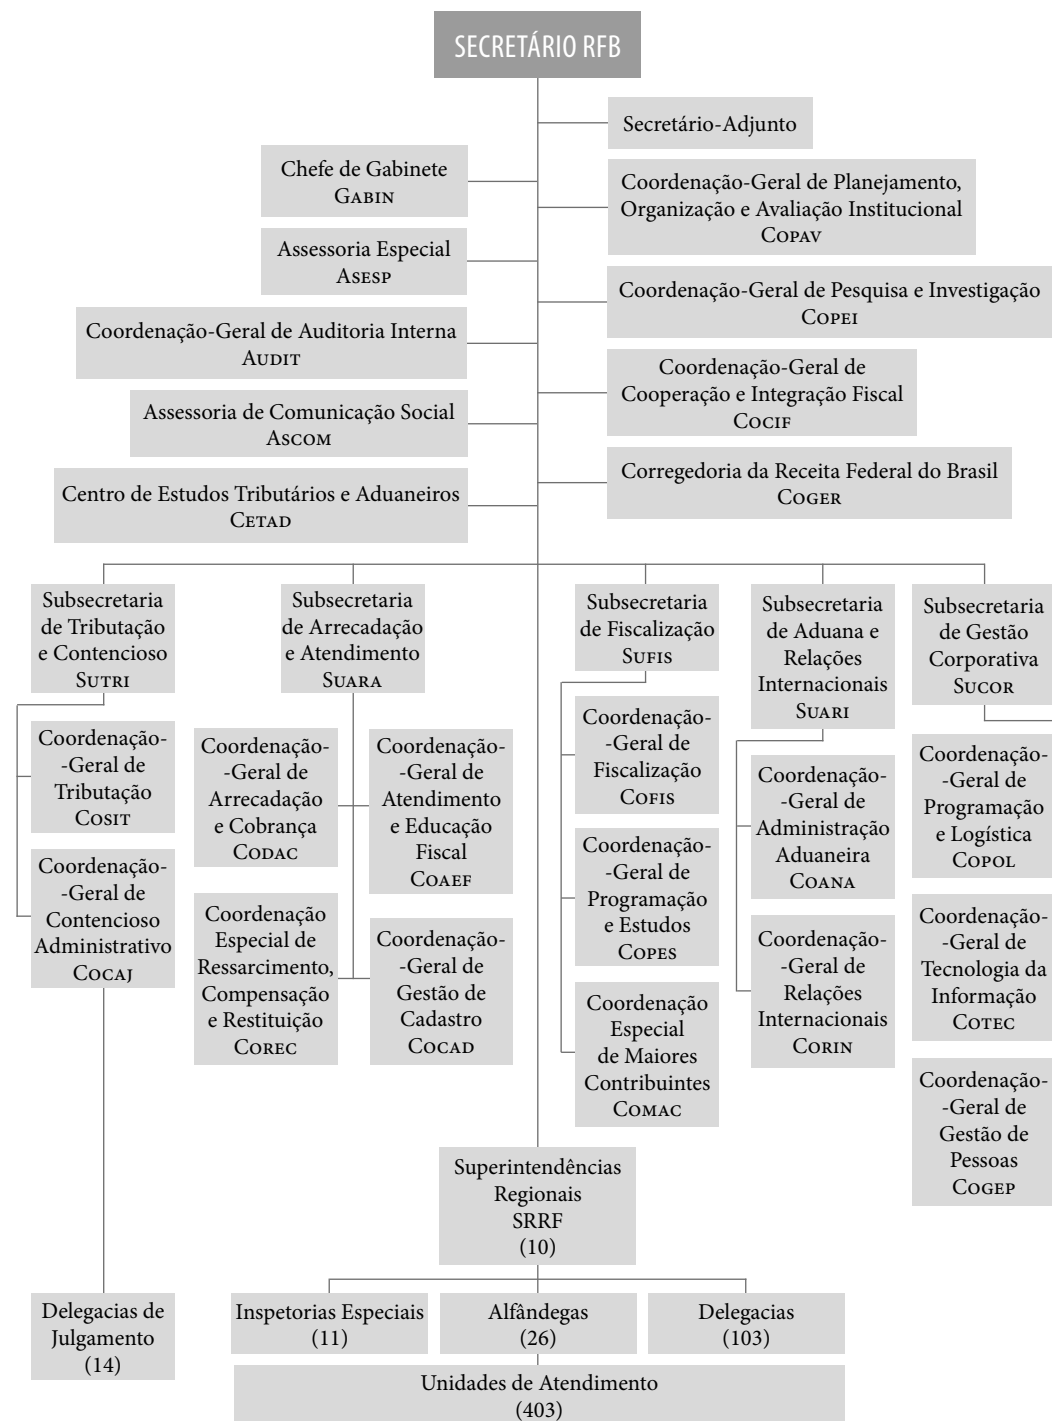 SECRETÁRIO RFB
Secretário-Adjunto
Chefe de Gabinete
GABIN
Coordenação-Geral de Planejamento,
Organização e Avaliação Institucional
COPAV
Assessoria Especial
ASESP
Coordenação-Geral de Pesquisa e Investigação
COPEI
Coordenação-Geral de Auditoria Interna
AUDIT
Coordenação-Geral de
Cooperação e Integração Fiscal
COCIF
Assessoria de Comunicação Social
ASCOM
Corregedoria da Receita Federal do Brasil
COGER
Centro de Estudos Tributários e Aduaneiros
CETAD
Subsecretaria
de Tributação
e Contencioso
SUTRI
Subsecretaria
de Arrecadação
e Atendimento
SUARA
Subsecretaria
de Fiscalização
SUFIS
Subsecretaria
de Aduana e
Relações
Internacionais
SUARI
Subsecretaria
de Gestão
Corporativa
SUCOR
Coordenação-
-Geral de
Tributação
COSIT
Coordenação-
-Geral de
Contencioso
Administrativo
COCAJ
Coordenação-
-Geral de
Arrecadação
e Cobrança
CODAC
Coordenação-
-Geral de
Atendimento
e Educação
Fiscal
COAEF
Coordenação
Especial de
Ressarcimento,
Compensação
e Restituição
COREC
Coordenação-
-Geral de
Gestão de
Cadastro
COCAD
Coordenação-
-Geral de
Fiscalização
COFIS
Coordenação-
-Geral de
Programação
e Estudos
COPES
Coordenação
Especial
de Maiores
Contribuintes
COMAC
Coordenação-
-Geral de
Administração
Aduaneira
COANA
Coordenação-
-Geral de
Relações
Internacionais
CORIN
Coordenação-
-Geral de
Programação
e Logística
COPOL
Coordenação-
-Geral de
Tecnologia da
Informação
COTEC
Coordenação-
-Geral de
Gestão de
Pessoas
COGEP
Superintendências
Regionais
SRRF
(10)
Delegacias de
Julgamento
(14)
Inspetorias Especiais
(11)
Alfândegas
(26)
Delegacias
(103)
Unidades de Atendimento
(403)